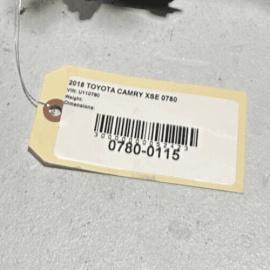 2018 TOYOTA CAMRY XSE 0780
VIN: U110780
Weight:
Dimensions:
0780-0115